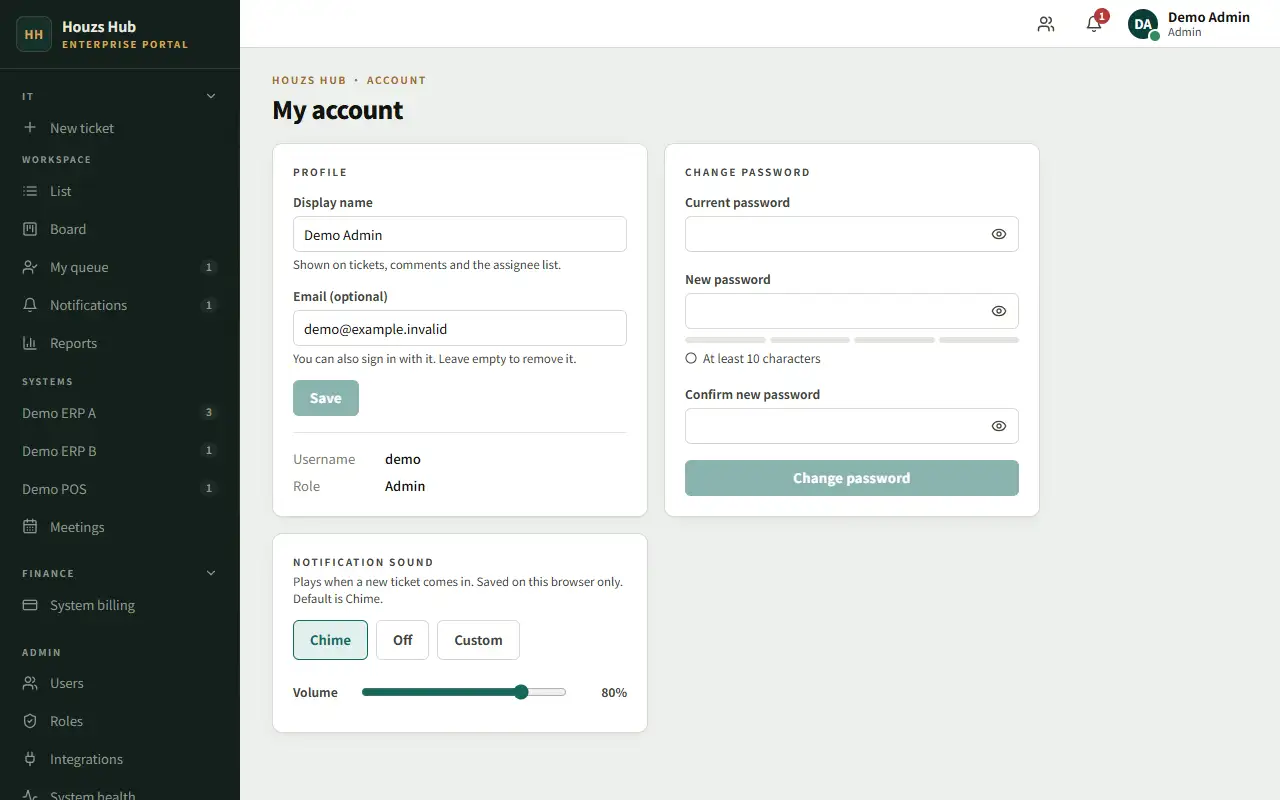 HH
Houzs Hub
ENTERPRISE PORTAL
IT
New ticket
WORKSPACE
List
Board
My queue 1
Notifications 1
Reports
SYSTEMS
Demo ERP A 3
Demo ERP B 1
Demo POS 1
Meetings
FINANCE
System billing
ADMIN
Users
Roles
Integrations
System health
1
DA
Demo Admin
Admin
HOUZS HUB · ACCOUNT
My account
PROFILE
Display name
Demo Admin
Shown on tickets, comments and the assignee list.
Email (optional)
demo@example.invalid
You can also sign in with it. Leave empty to remove it.
Save
Username demo
Role Admin
CHANGE PASSWORD
Current password
New password
At least 10 characters
Confirm new password
Change password
NOTIFICATION SOUND
Plays when a new ticket comes in. Saved on this browser only.
Default is Chime.
Chime Off Custom
Volume 80%